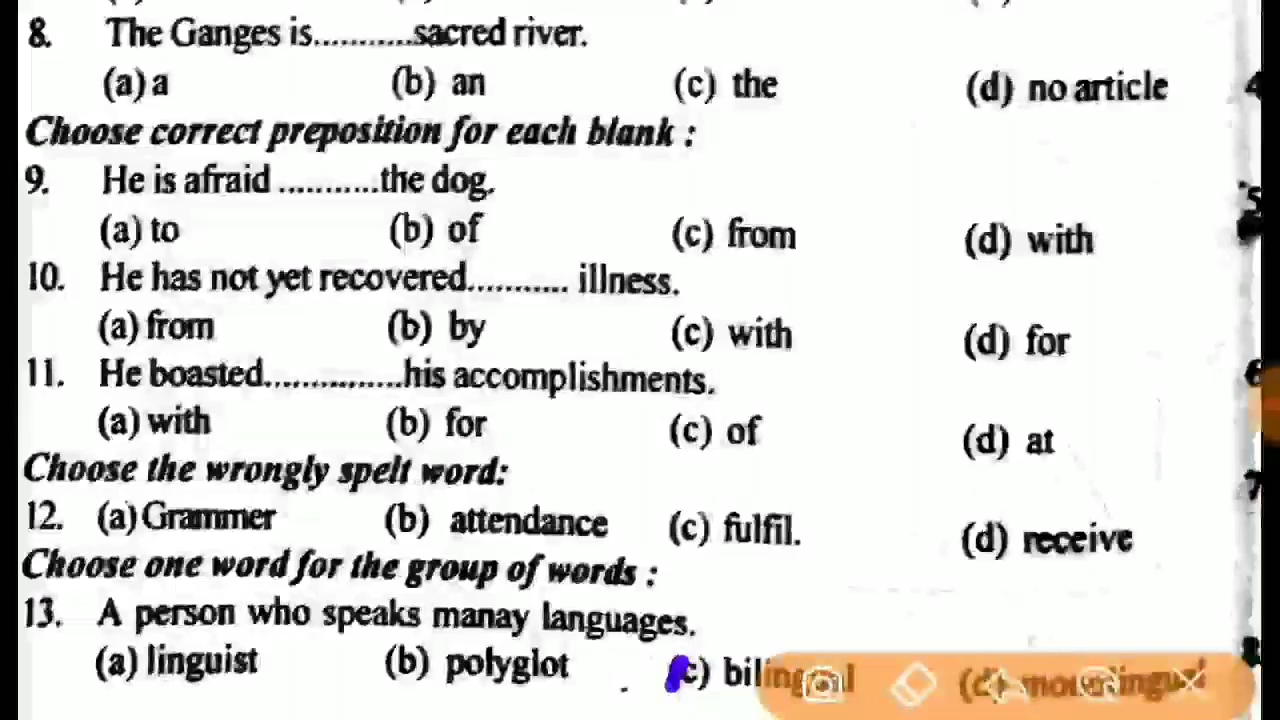 8. The Ganges is...........sacred river.
(a) a (b) an (c) the (d) no article
Choose correct preposition for each blank :
9. He is afraid ...........the dog.
(a) to (b) of (c) from (d) with
10. He has not yet recovered........... illness.
(a) from (b) by (c) with (d) for
11. He boasted...............his accomplishments.
(a) with (b) for (c) of (d) at
Choose the wrongly spelt word:
12. (a) Grammer (b) attendance (c) fulfil. (d) receive
Choose one word for the group of words :
13. A person who speaks manay languages.
(a) linguist (b) polyglot (c) bilingual (d)